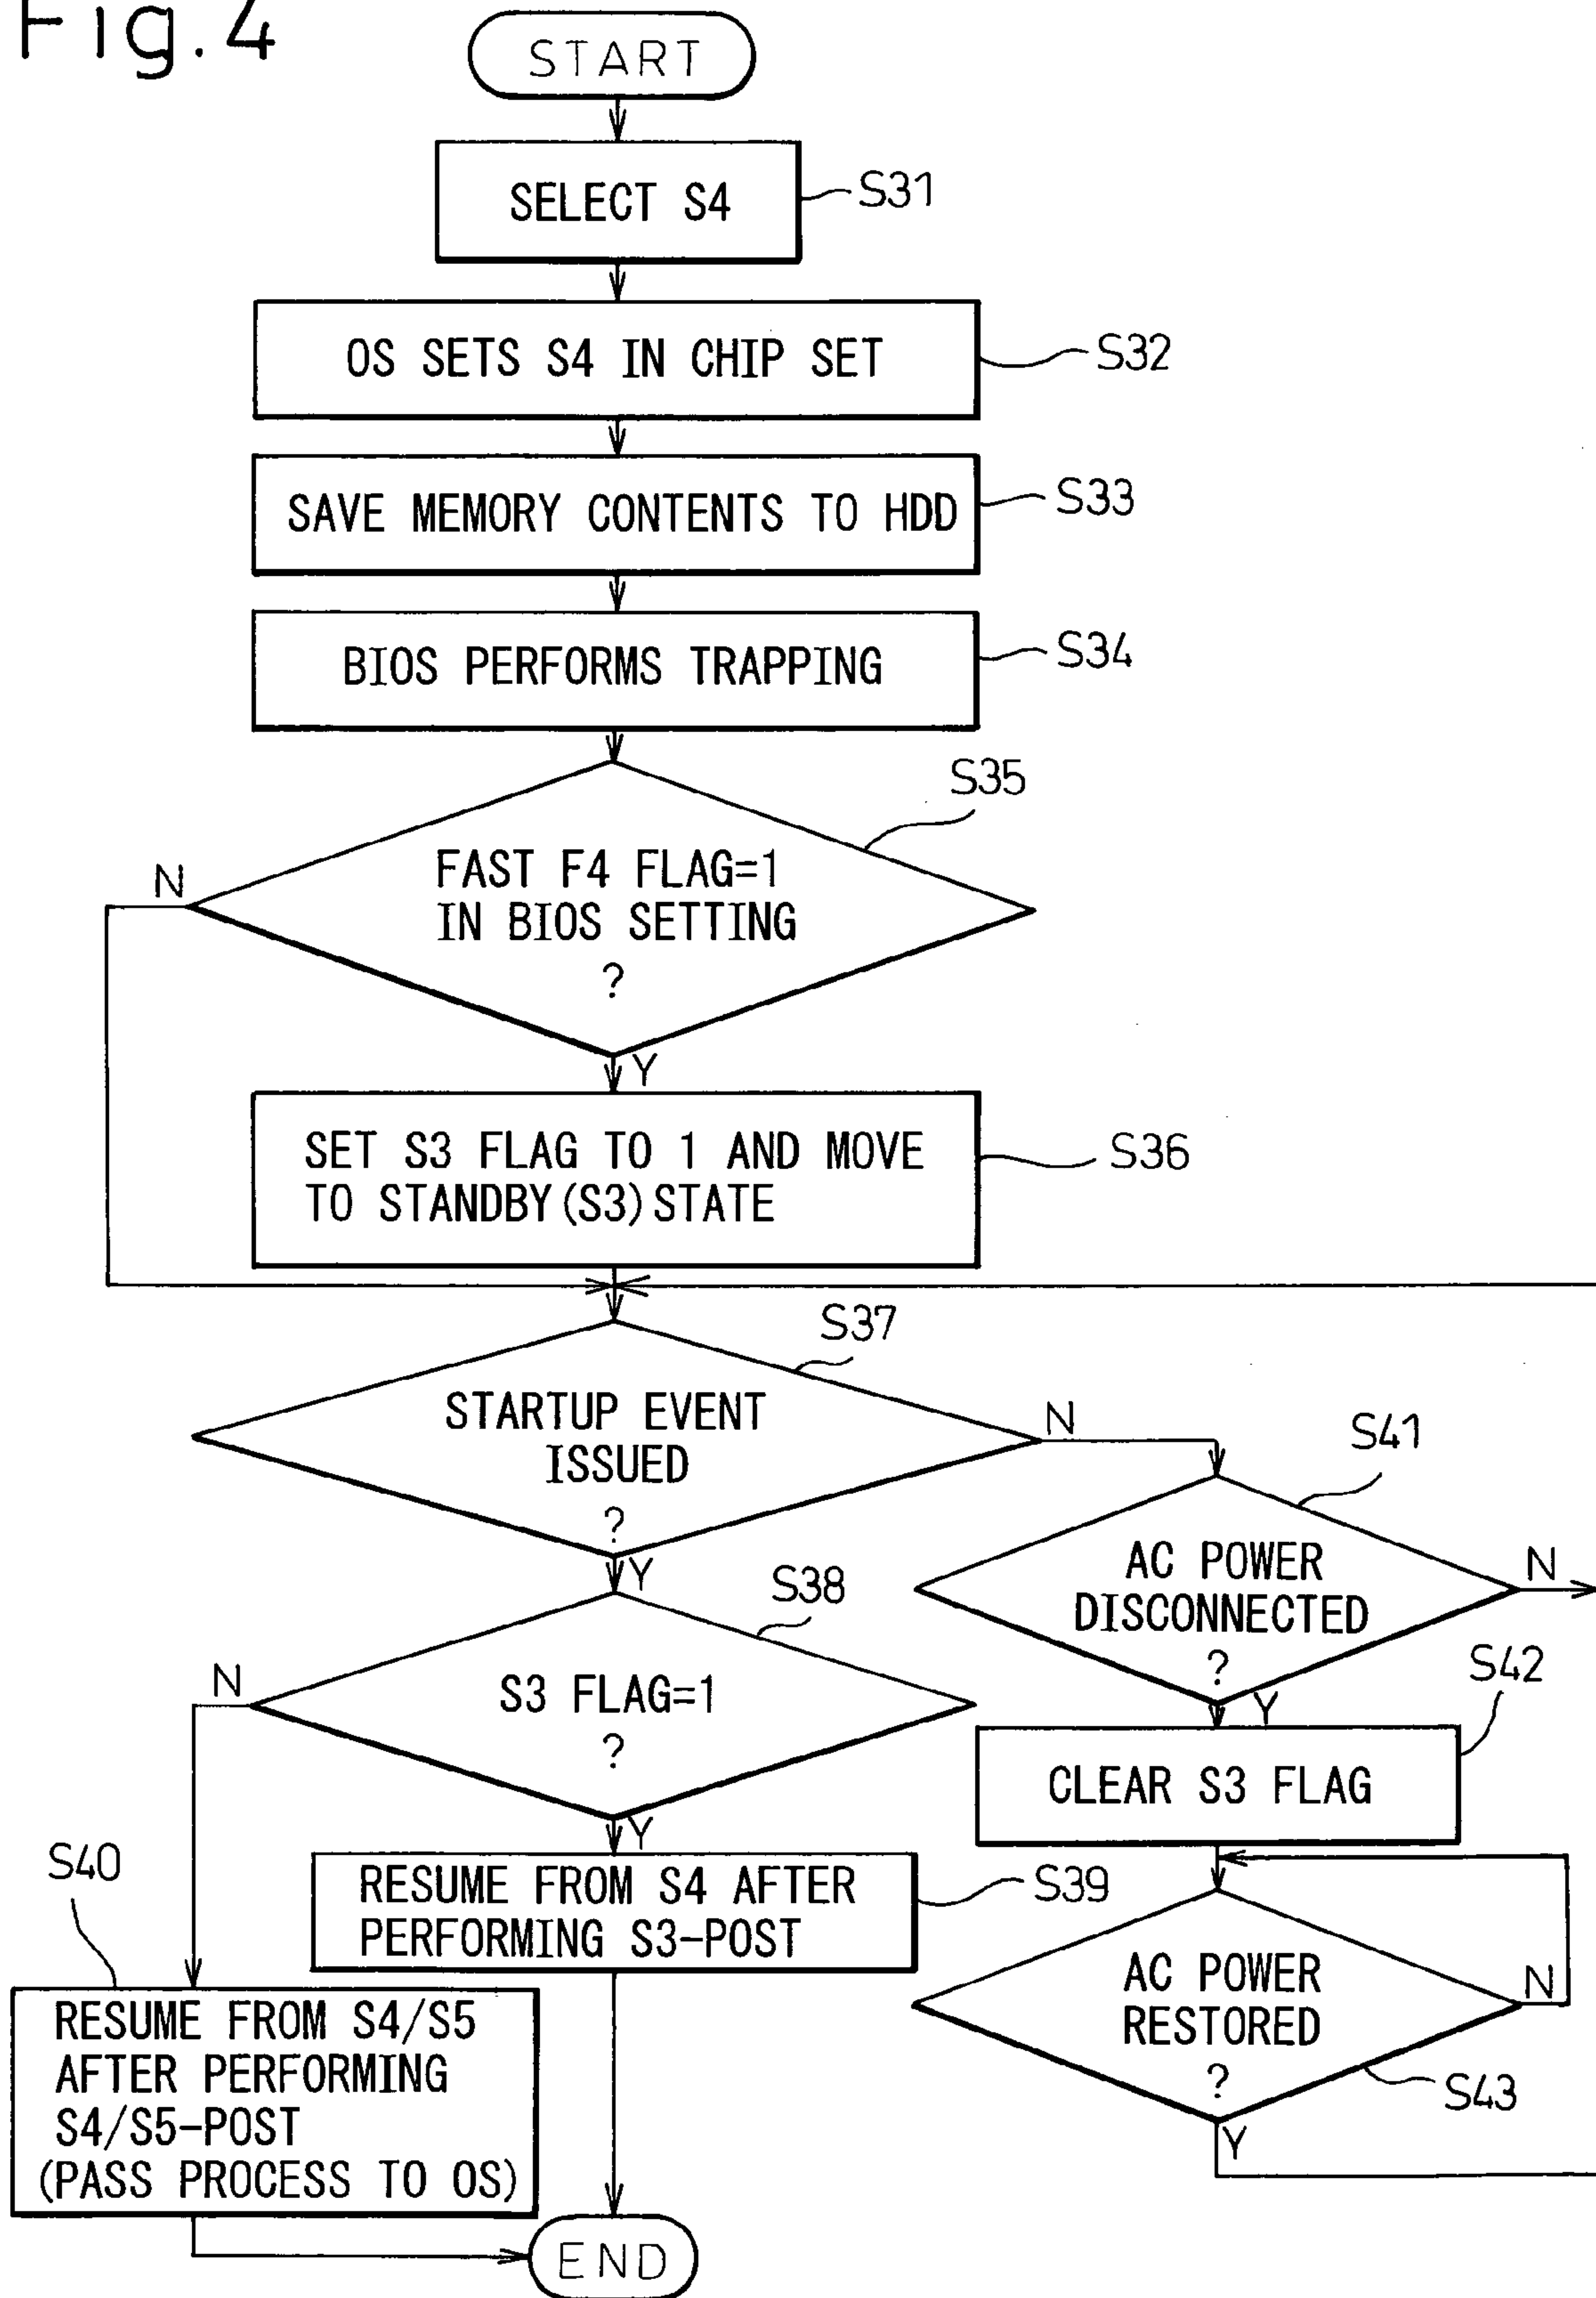 Fig.4
START
SELECT S4
S31
OS SETS S4 IN CHIP SET
S32
SAVE MEMORY CONTENTS TO HDD
S33
BIOS PERFORMS TRAPPING
S34
S35
FAST F4 FLAG=1
IN BIOS SETTING
?
N
Y
SET S3 FLAG TO 1 AND MOVE
TO STANDBY(S3)STATE
S36
S37
STARTUP EVENT
ISSUED
?
N
Y
S41
AC POWER
DISCONNECTED
?
N
Y
S38
S3 FLAG=1
?
N
Y
S42
CLEAR S3 FLAG
S39
RESUME FROM S4 AFTER
PERFORMING S3-POST
S40
RESUME FROM S4/S5
AFTER PERFORMING
S4/S5-POST
(PASS PROCESS TO OS)
AC POWER
RESTORED
?
N
S43
Y
END